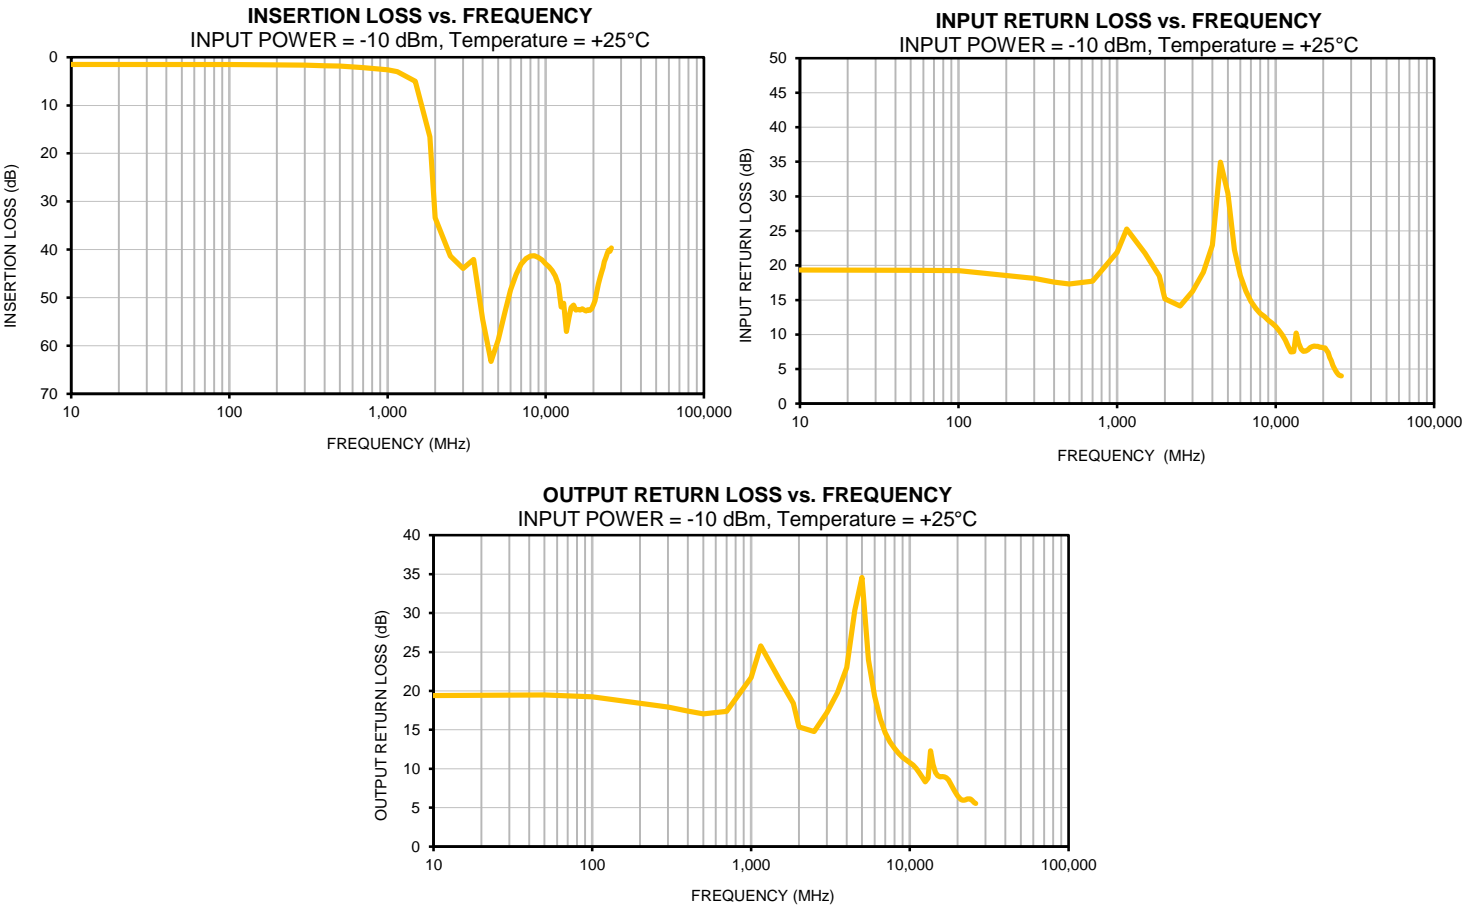 INSERTION LOSS vs. FREQUENCY
INPUT POWER = -10 dBm, Temperature = +25°C
0
10
20
30
40
50
60
70
INSERTION LOSS (dB)
10 100 1,000 10,000 100,000
FREQUENCY (MHz)
INPUT RETURN LOSS vs. FREQUENCY
INPUT POWER = -10 dBm, Temperature = +25°C
50
45
40
35
30
25
20
15
10
5
0
INPUT RETURN LOSS (dB)
10 100 1,000 10,000 100,000
FREQUENCY (MHz)
OUTPUT RETURN LOSS vs. FREQUENCY
INPUT POWER = -10 dBm, Temperature = +25°C
40
35
30
25
20
15
10
5
0
OUTPUT RETURN LOSS (dB)
10 100 1,000 10,000 100,000
FREQUENCY (MHz)